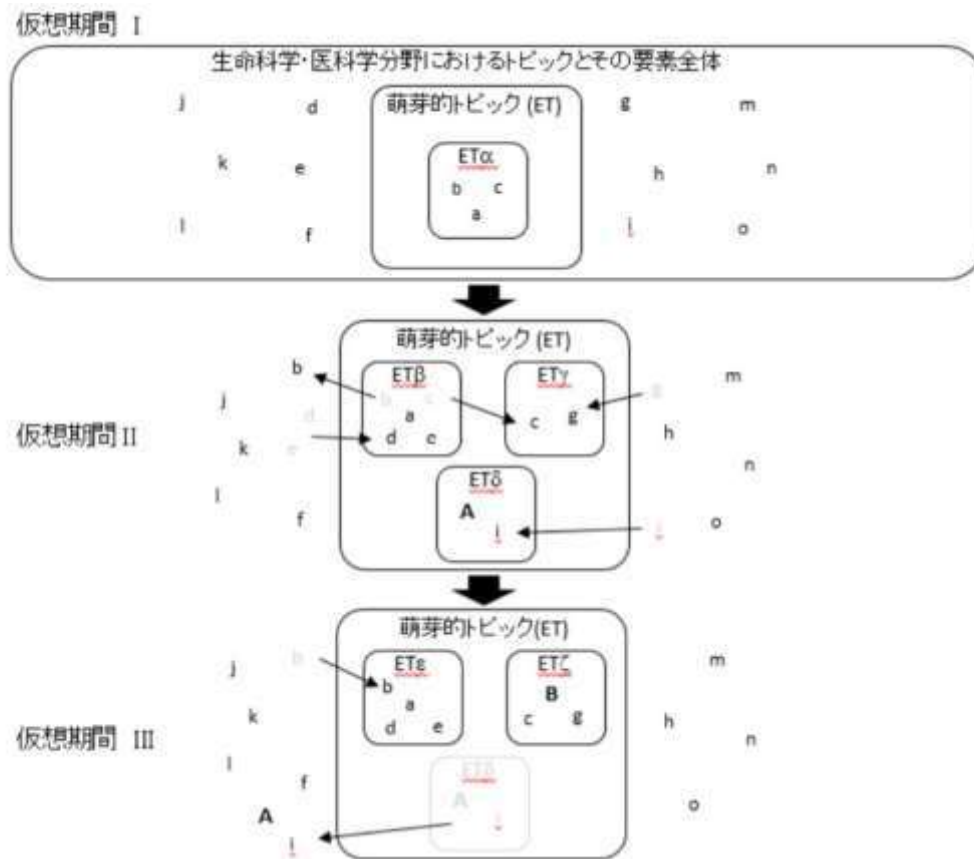 仮想期間 I
生命科学・医科学分野におけるトピックとその要素全体
萌芽的トピック (ET)
j d g m
ETα
k e b c h n
a
l f i o
萌芽的トピック (ET)
b ETβ ETγ m
j d b c g
a c g h
仮想期間 II
k e d e n
ETδ
l f A i i o
萌芽的トピック(ET)
j b ETε ETζ m
b B
a
k d e c g h
仮想期間 III
n
l f ETδ
A A i o
i